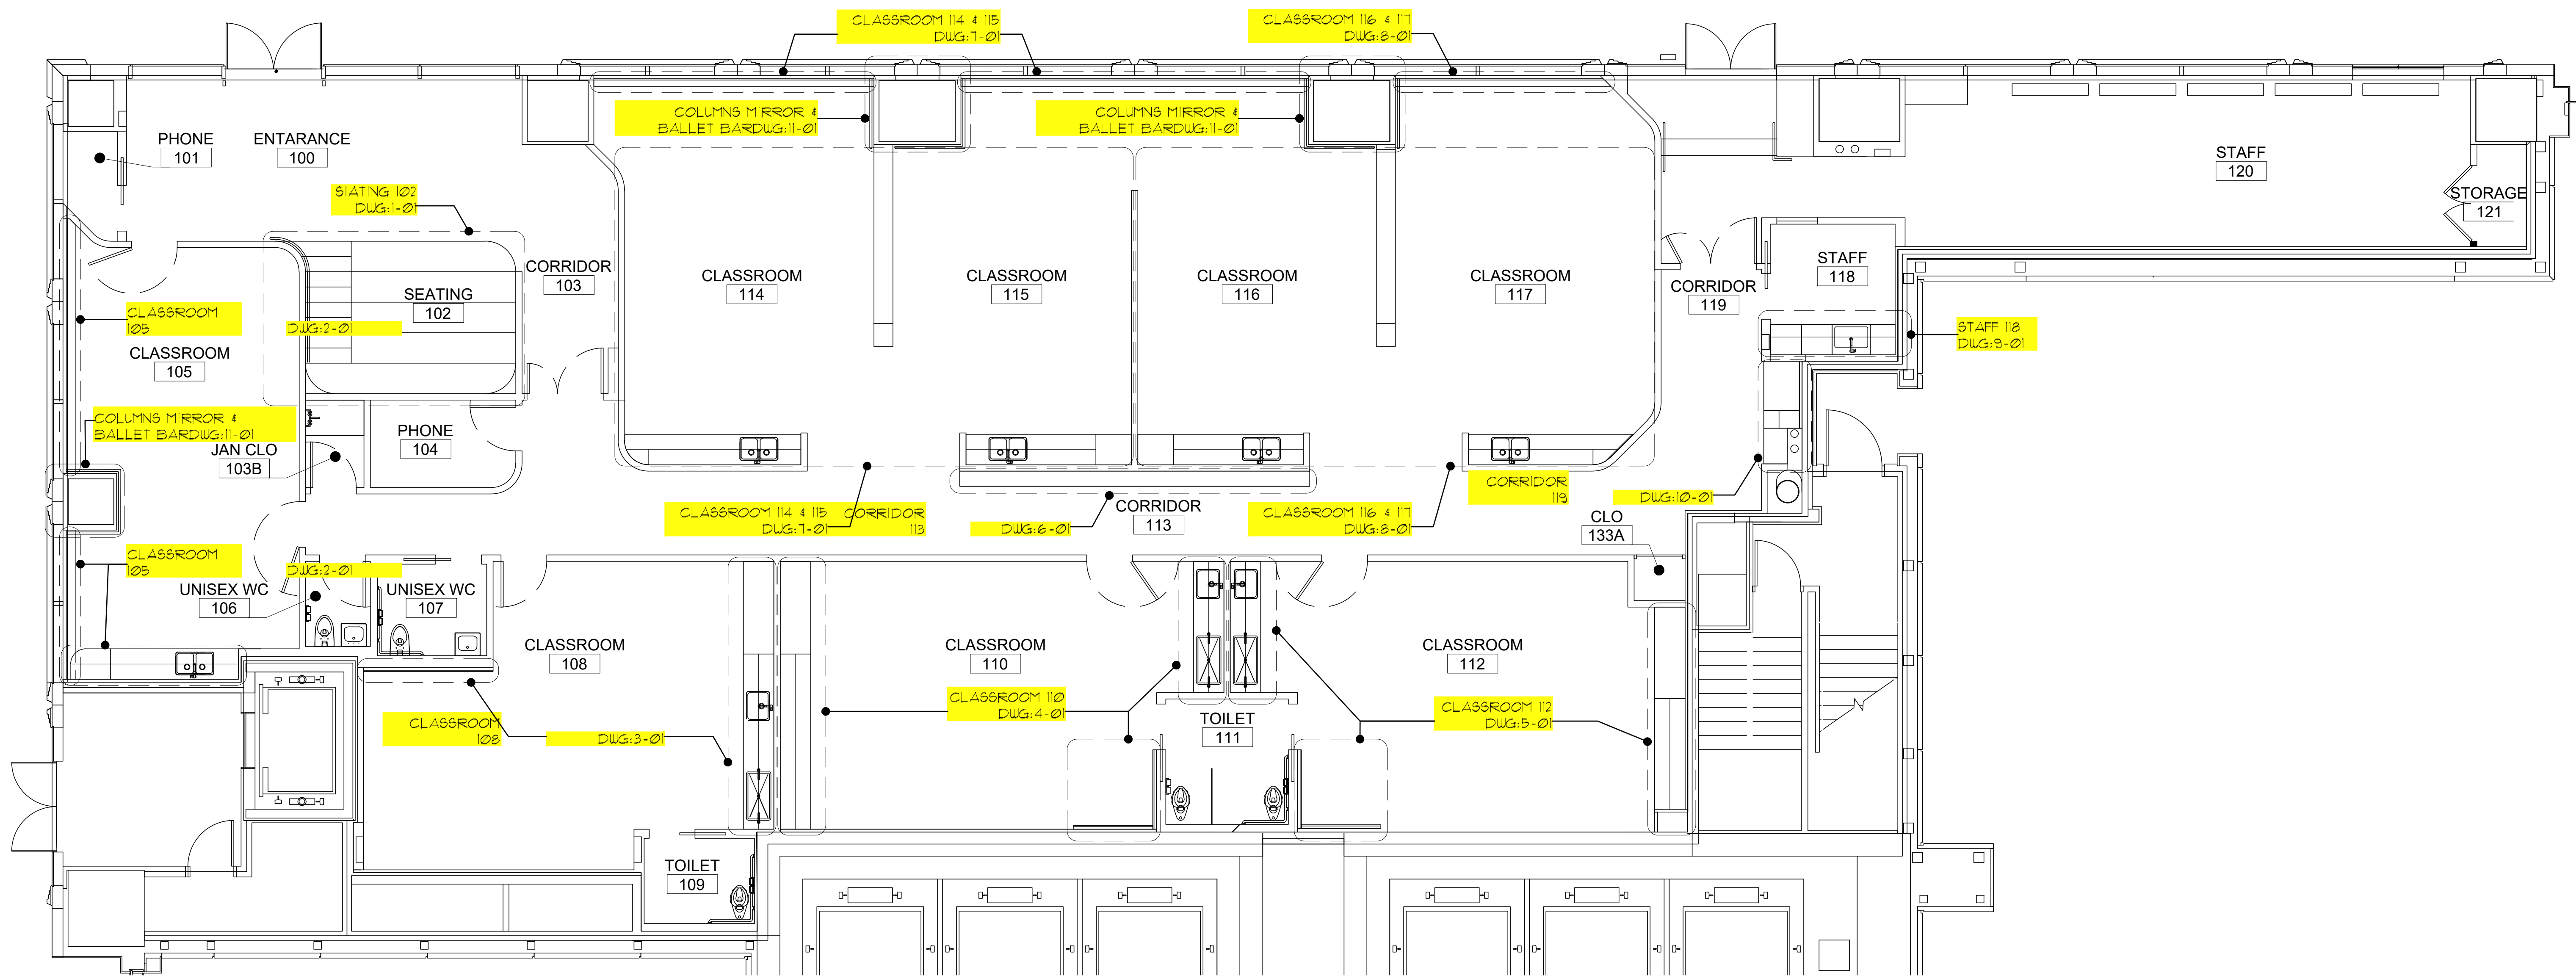 CLASSROOM 114 & 115
DWG:7-01
CLASSROOM 116 & 117
DWG:8-01
COLUMNS MIRROR &
BALLET BARDWG:11-01
COLUMNS MIRROR &
BALLET BARDWG:11-01
PHONE
101
ENTARANCE
100
STAFF
120
SIATING 102
DWG:1-01
STORAGE
121
CORRIDOR
103
CLASSROOM
114
CLASSROOM
115
CLASSROOM
116
CLASSROOM
117
STAFF
118
CORRIDOR
119
SEATING
102
CLASSROOM
105
DWG:2-01
STAFF 118
DWG:9-01
CLASSROOM
105
COLUMNS MIRROR &
BALLET BARDWG:11-01
PHONE
104
JAN CLO
103B
CORRIDOR
119
DWG:10-01
CLASSROOM 114 & 115
DWG:7-01
CORRIDOR
113
DWG:6-01
CORRIDOR
113
CLASSROOM 116 & 117
DWG:8-01
CLO
133A
CLASSROOM
105
DWG:2-01
UNISEX WC
106
UNISEX WC
107
CLASSROOM
108
CLASSROOM
110
CLASSROOM
112
CLASSROOM 110
DWG:4-01
CLASSROOM 112
DWG:5-01
TOILET
111
CLASSROOM
108
DWG:3-01
TOILET
109